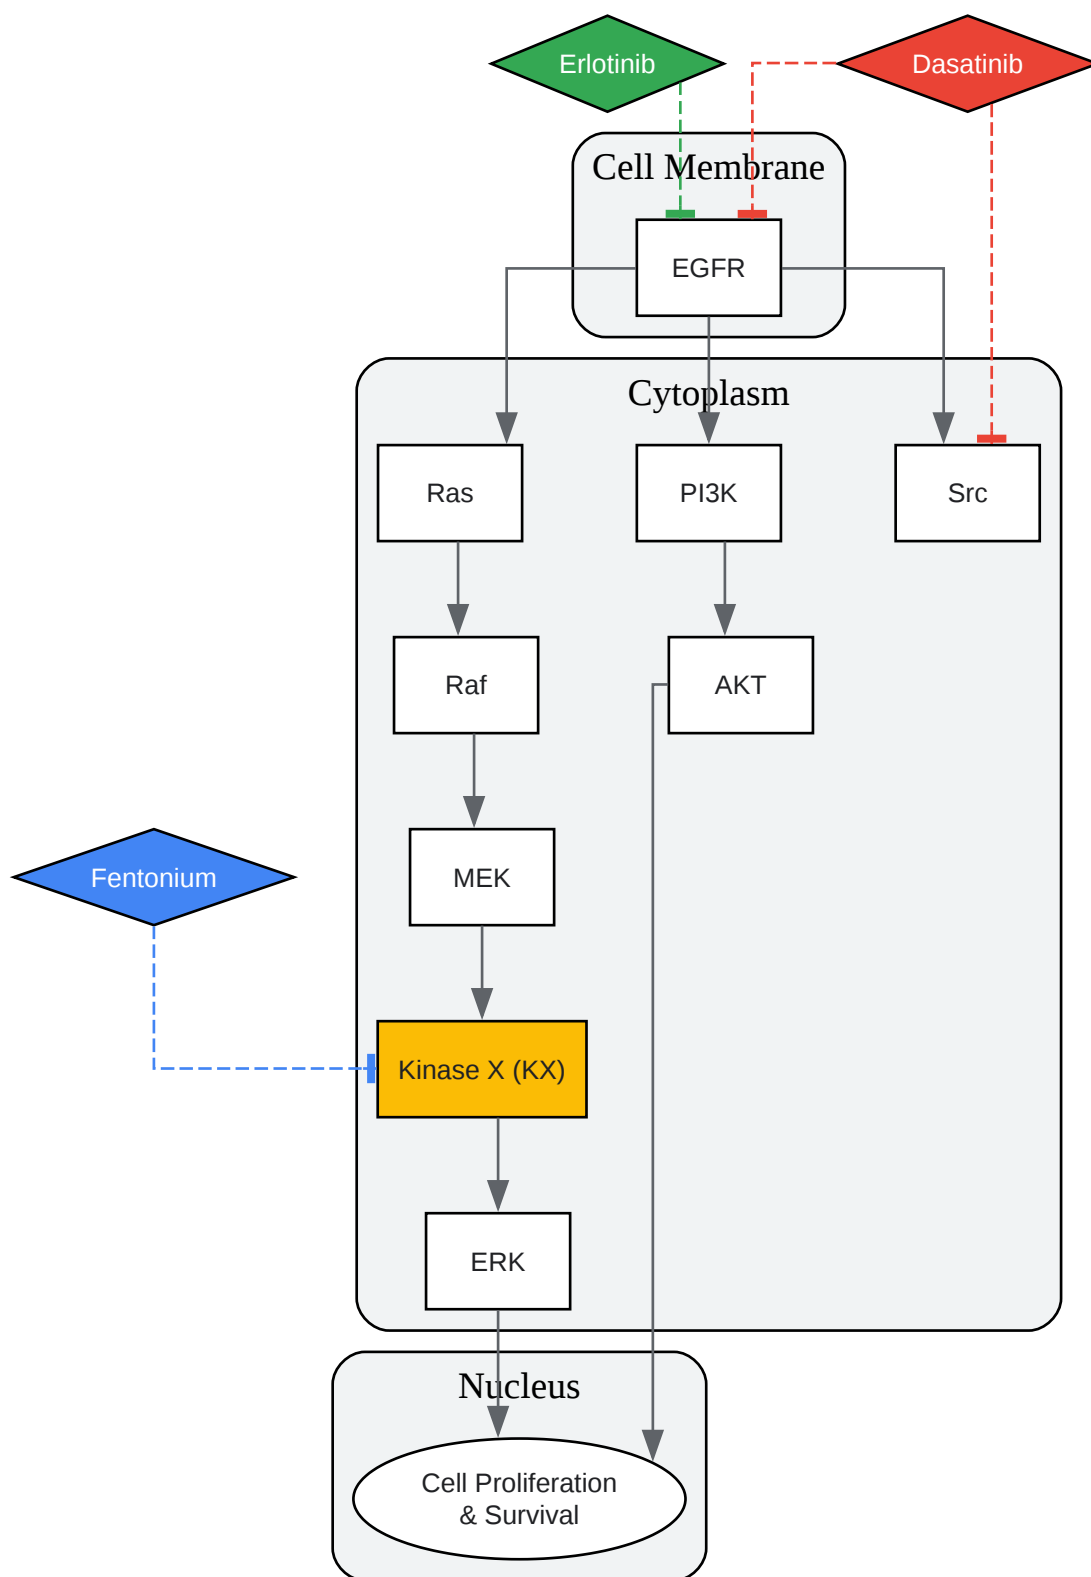 Erlotinib
Dasatinib
Cell Membrane
EGFR
Cytoplasm
Ras
PI3K
Src
Raf
AKT
MEK
Fentonium
Kinase X (KX)
ERK
Nucleus
Cell Proliferation
& Survival